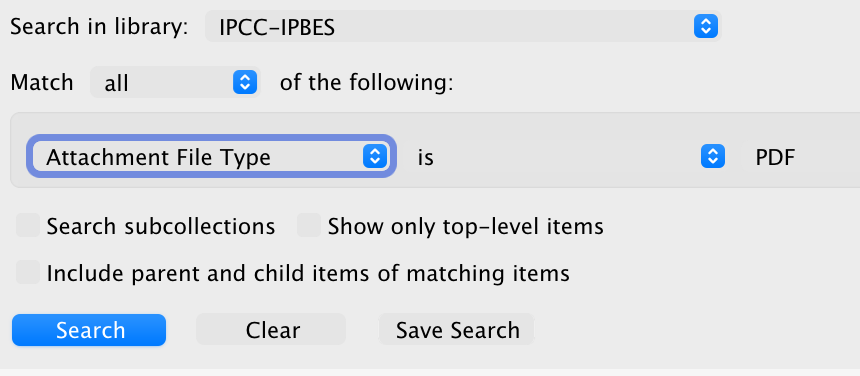 Search in library: IPCC-IPBES
Match all of the following:
Attachment File Type is PDF
Search subcollections Show only top-level items
Include parent and child items of matching items
Search Clear Save Search